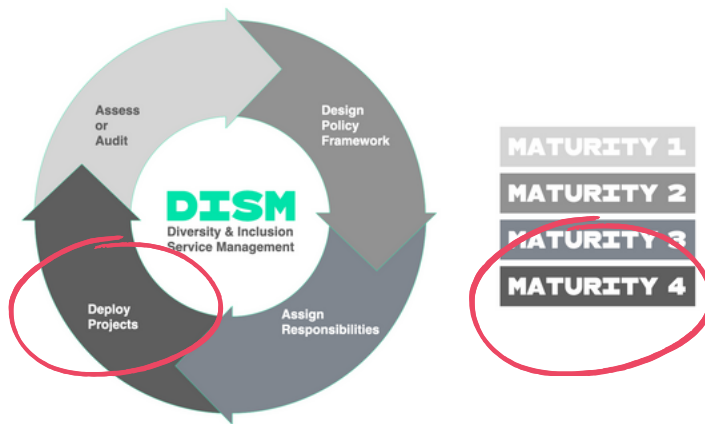 Assess
or
Audit
Design
Policy
Framework
DISM
Diversity & Inclusion
Service Management
Deploy
Projects
Assign
Responsibilities
MATURITY 1
MATURITY 2
MATURITY 3
MATURITY 4